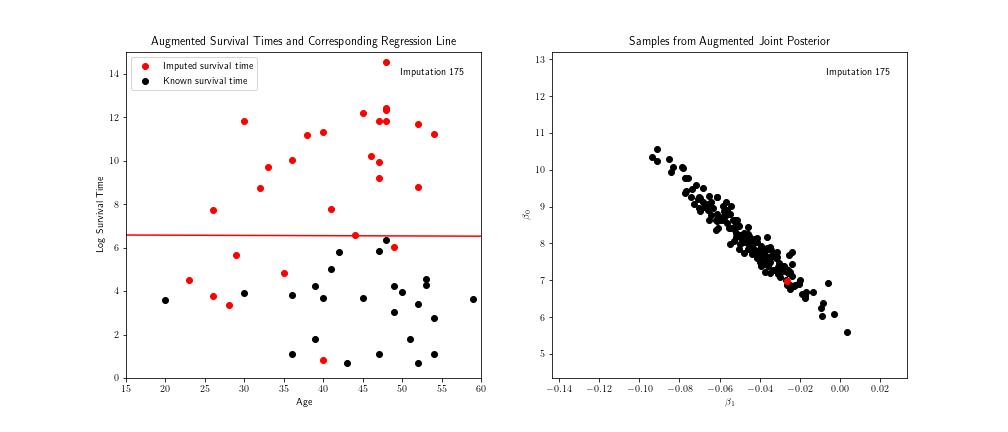 Augmented Survival Times and Corresponding Regression Line
Imputed survival time
Known survival time
Imputation 175
Log Survival Time
14
12
10
8
6
4
2
0
15 20 25 30 35 40 45 50 55 60
Age
Samples from Augmented Joint Posterior
Imputation 175
β₀
13
12
11
10
9
8
7
6
5
−0.14 −0.12 −0.10 −0.08 −0.06 −0.04 −0.02 0.00 0.02
β₁